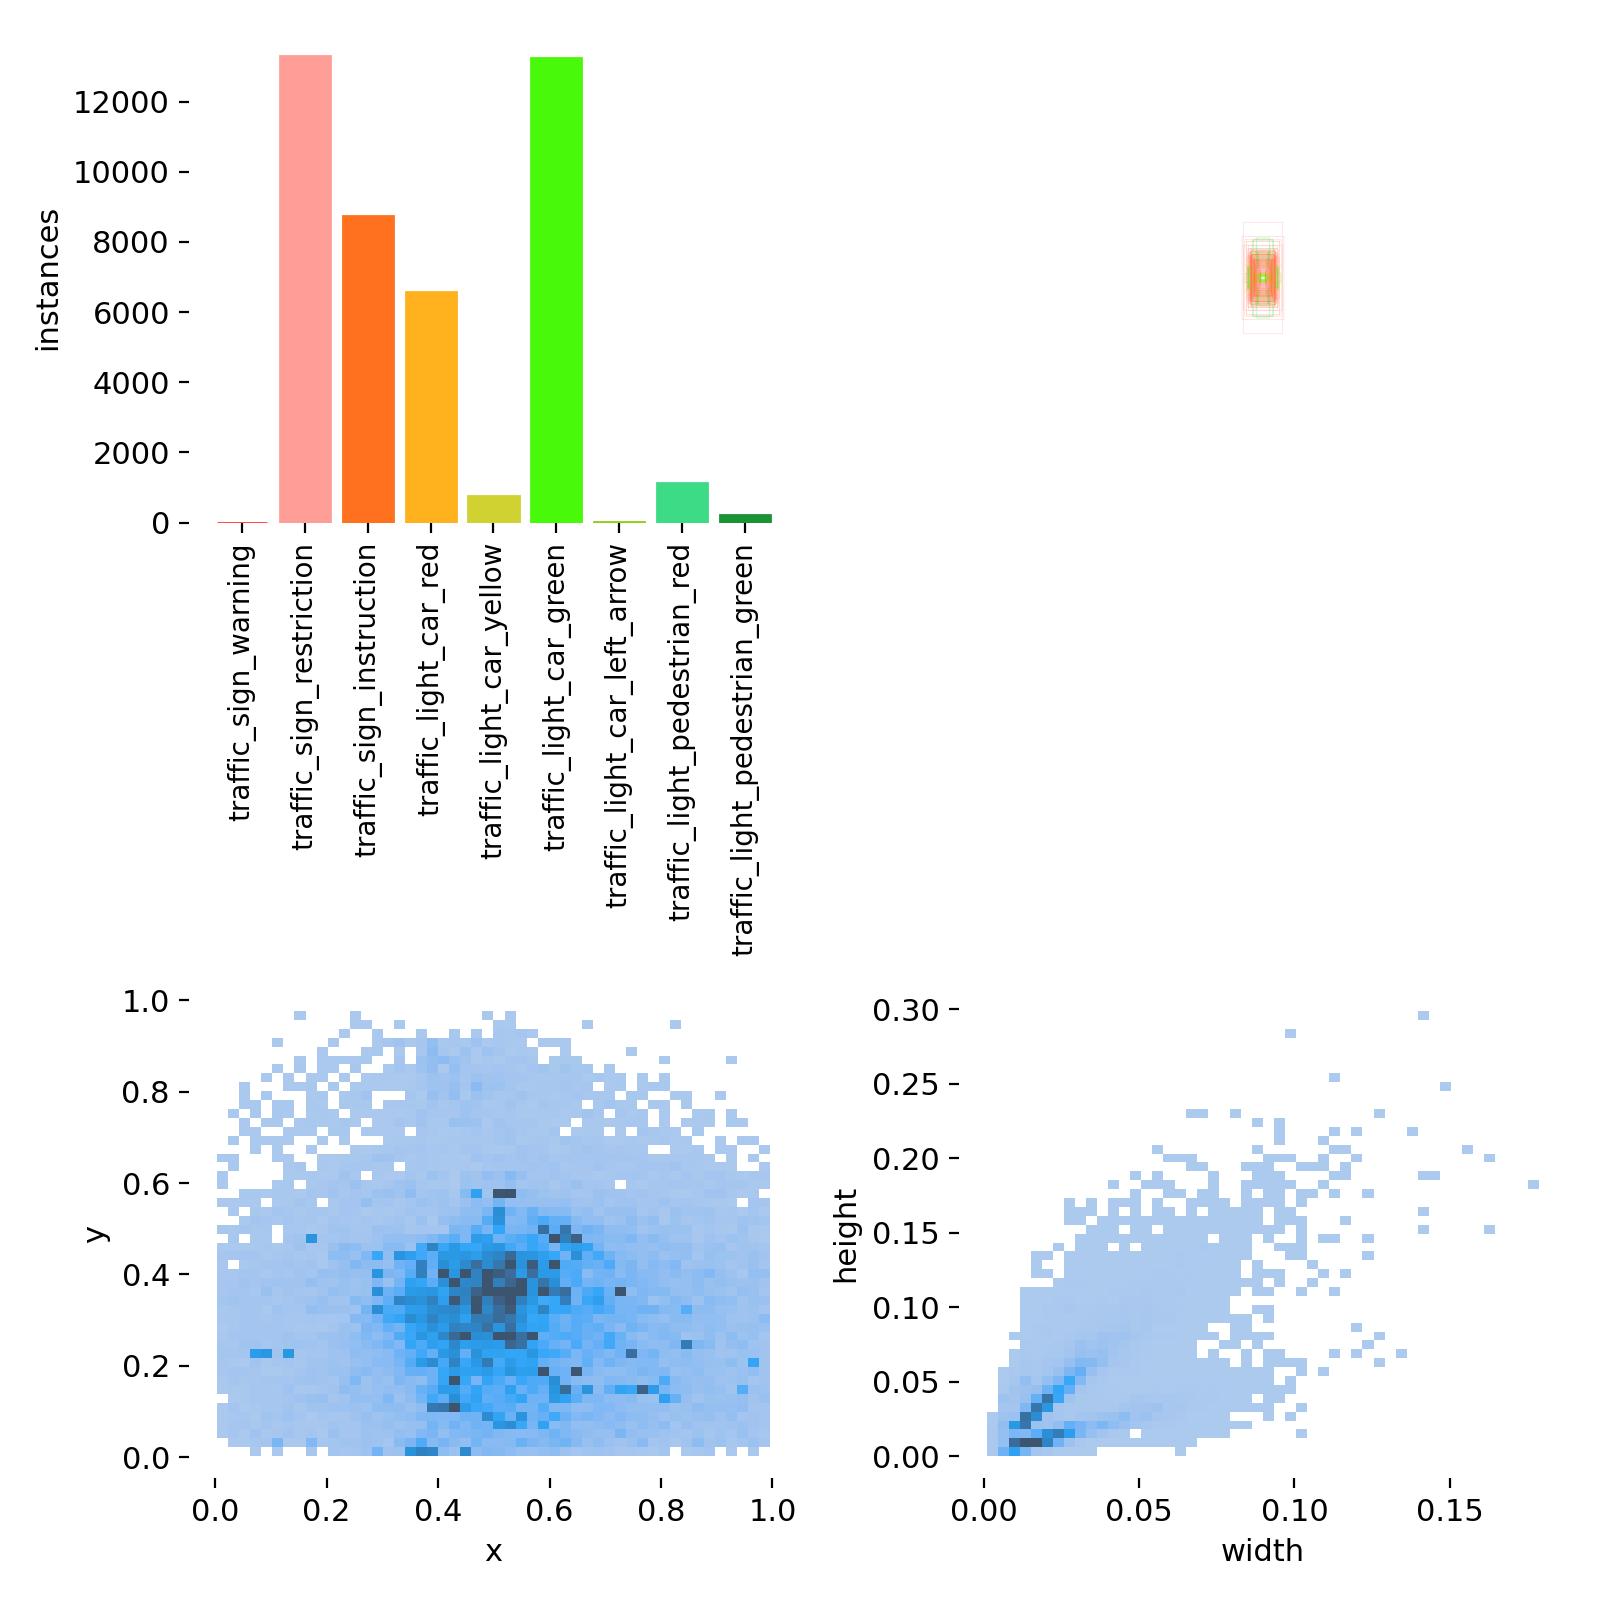 12000
10000
8000
6000
4000
2000
0
instances
traffic_sign_warning
traffic_sign_restriction
traffic_sign_instruction
traffic_light_car_red
traffic_light_car_yellow
traffic_light_car_green
traffic_light_car_left_arrow
traffic_light_pedestrian_red
traffic_light_pedestrian_green
1.0
0.8
0.6
0.4
0.2
0.0
y
0.0 0.2 0.4 0.6 0.8 1.0
x
0.30
0.25
0.20
0.15
0.10
0.05
0.00
height
0.00 0.05 0.10 0.15
width